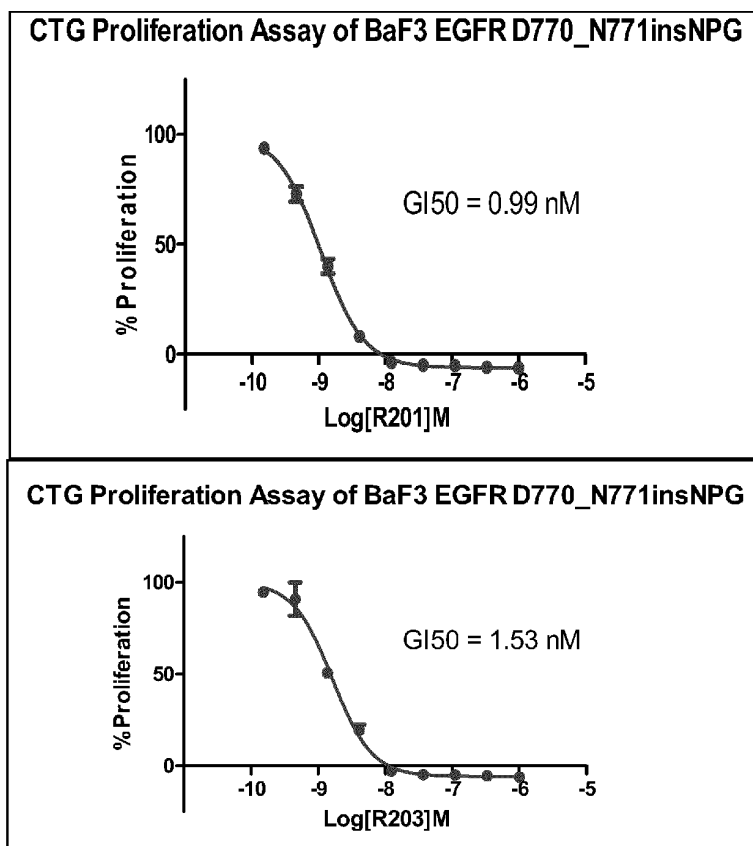 CTG Proliferation Assay of BaF3 EGFR D770_N771insNPG
100
50
0
% Proliferation
GI50 = 0.99 nM
-10 -9 -8 -7 -6 -5
Log[R201]M
CTG Proliferation Assay of BaF3 EGFR D770_N771insNPG
100
50
0
%Proliferation
GI50 = 1.53 nM
-10 -9 -8 -7 -6 -5
Log[R203]M